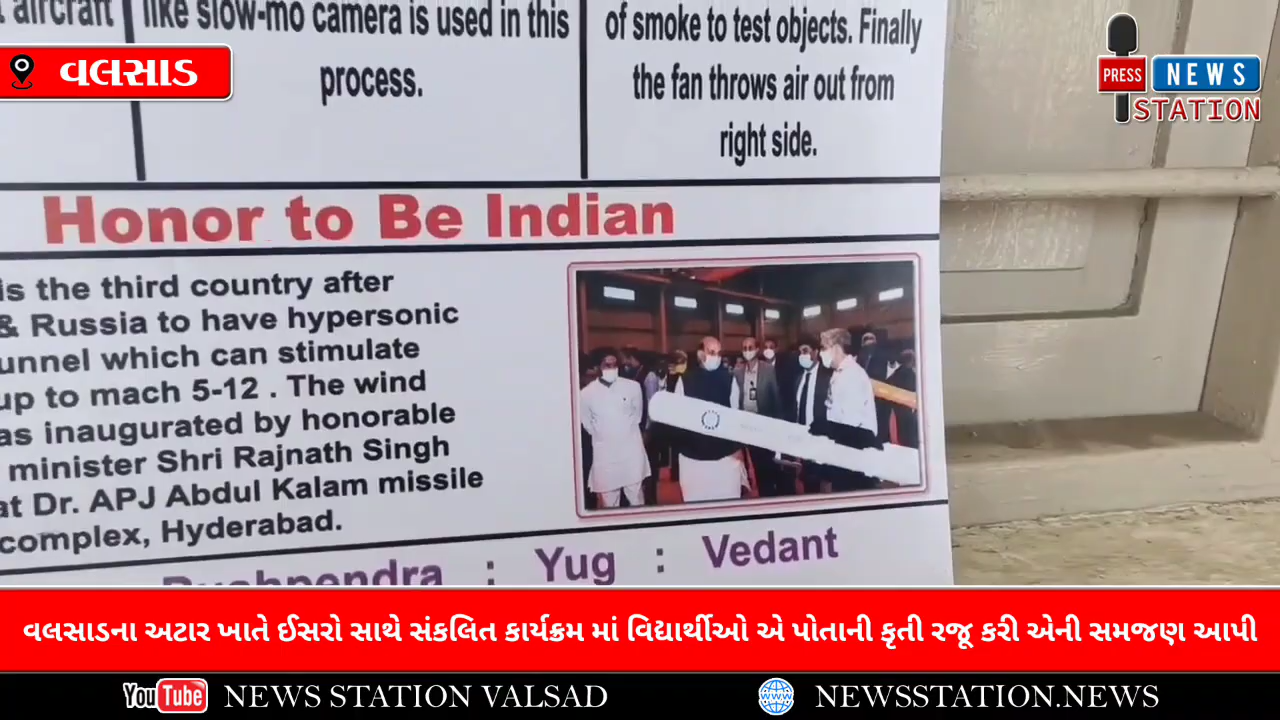 aircraft
like slow-mo camera is used in this
process.
of smoke to test objects. Finally
the fan throws air out from
right side.
વલસાડ
PRESS NEWS
STATION
Honor to Be Indian
is the third country after
& Russia to have hypersonic
unnel which can stimulate
up to mach 5-12 . The wind
as inaugurated by honorable
minister Shri Rajnath Singh
at Dr. APJ Abdul Kalam missile
complex, Hyderabad.
Pushpendra : Yug : Vedant
વલસાડના અટાર ખાતે ઈસરો સાથે સંકલિત કાર્યક્રમ માં વિદ્યાર્થીઓ એ પોતાની કૃતી રજૂ કરી એની સમજણ આપી
YouTube NEWS STATION VALSAD
NEWSSTATION.NEWS